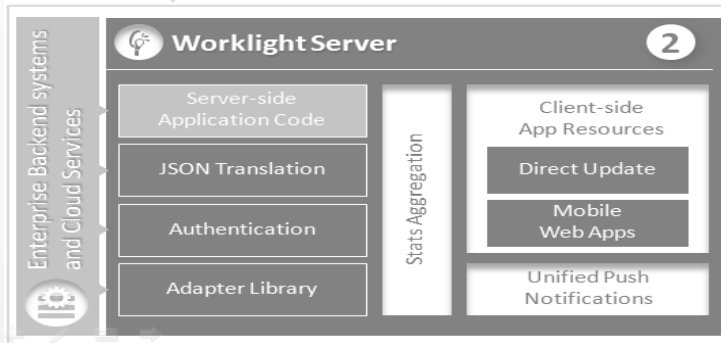 Enterprise Backend systems
and Cloud Services
Worklight Server
2
Server-side
Application Code
JSON Translation
Authentication
Adapter Library
Stats Aggregation
Client-side
App Resources
Direct Update
Mobile
Web Apps
Unified Push
Notifications